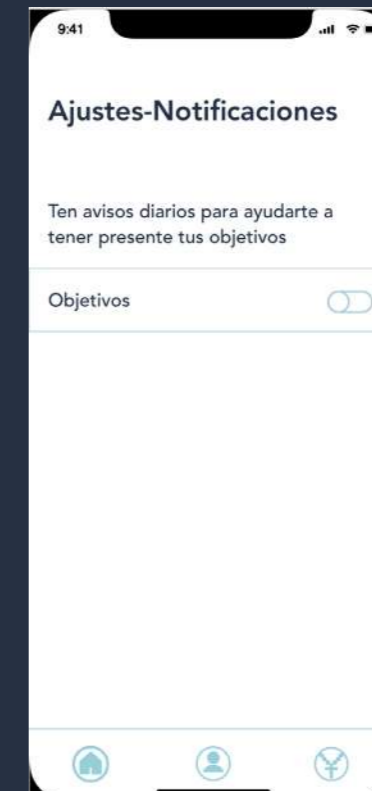 9:41
Ajustes-Notificaciones
Ten avisos diarios para ayudarte a
tener presente tus objetivos
Objetivos